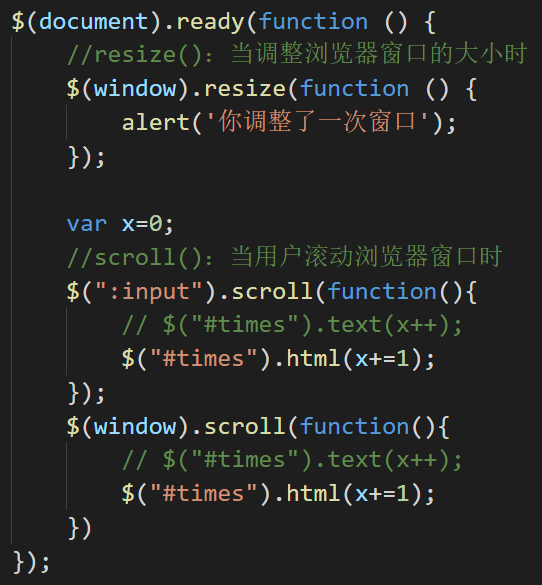 $(document).ready(function () {
    //resize()：当调整浏览器窗口的大小时
    $(window).resize(function () {
        alert('你调整了一次窗口');
    });

    var x=0;
    //scroll()：当用户滚动浏览器窗口时
    $(":input").scroll(function(){
        // $("#times").text(x++);
        $("#times").html(x+=1);
    });
    $(window).scroll(function(){
        // $("#times").text(x++);
        $("#times").html(x+=1);
    })
});